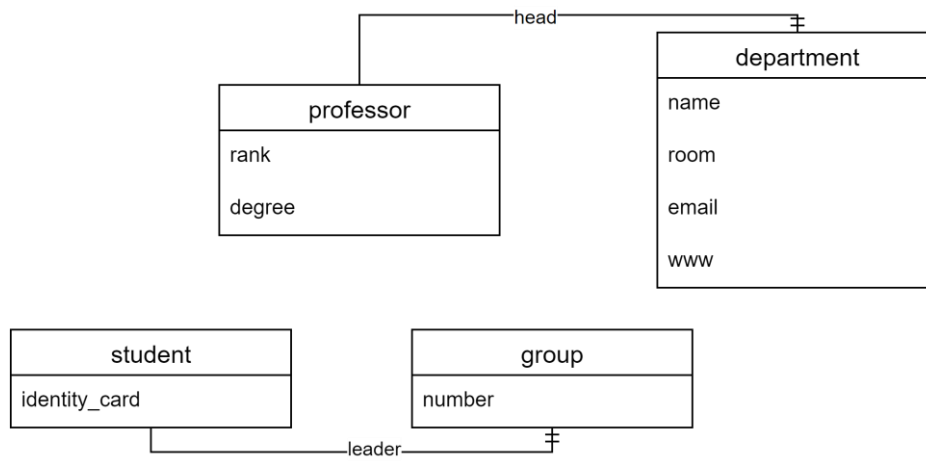 head
department
name
room
email
www
professor
rank
degree
student
identity_card
group
number
leader